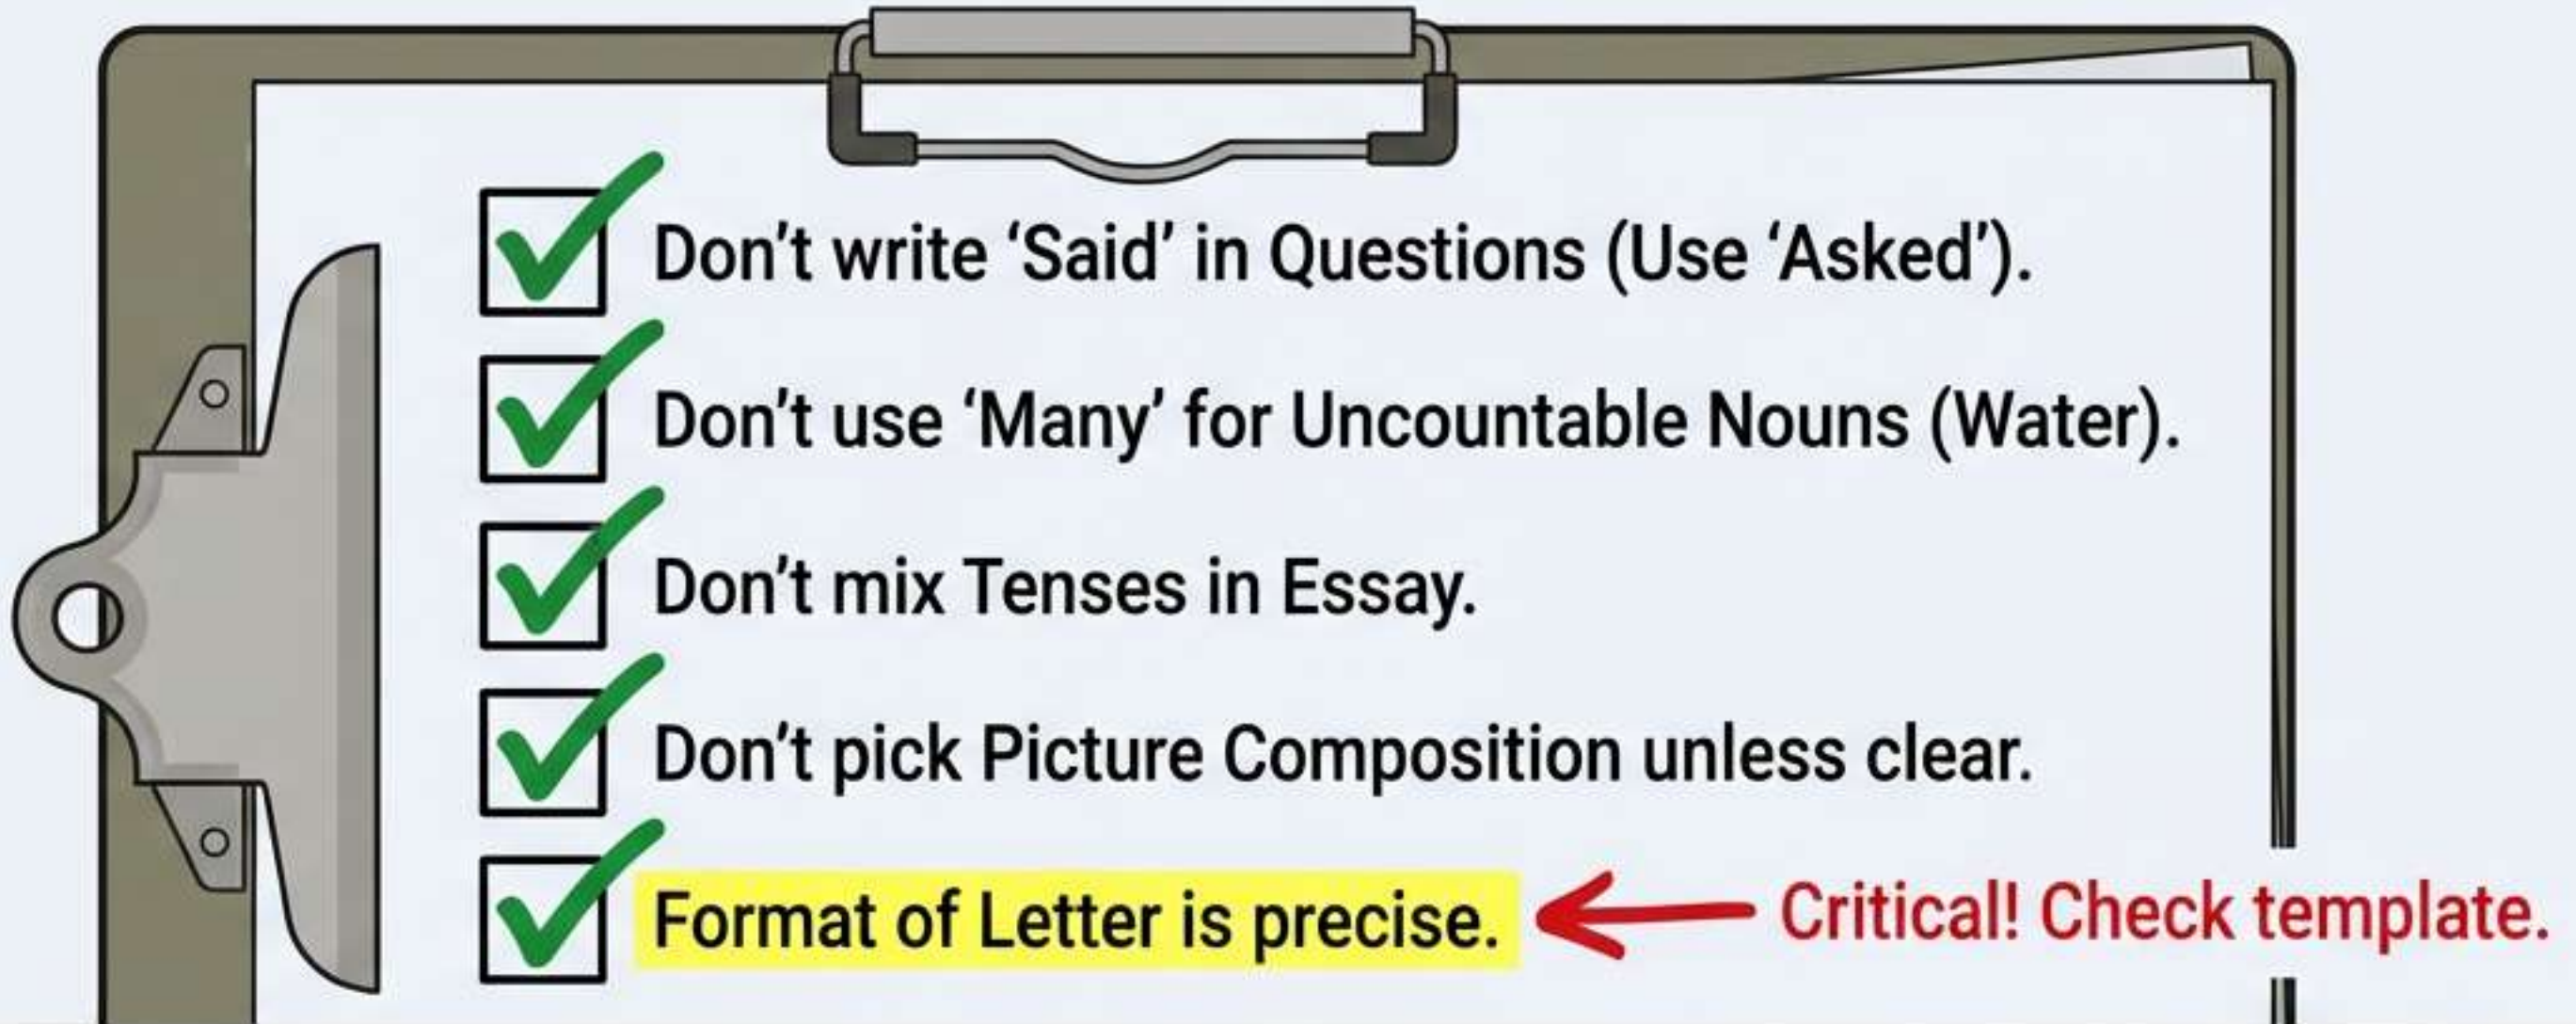 Don't write ‘Said’ in Questions (Use ‘Asked’).
Don't use ‘Many’ for Uncountable Nouns (Water).
Don't mix Tenses in Essay.
Don't pick Picture Composition unless clear.
Format of Letter is precise. Critical! Check template.